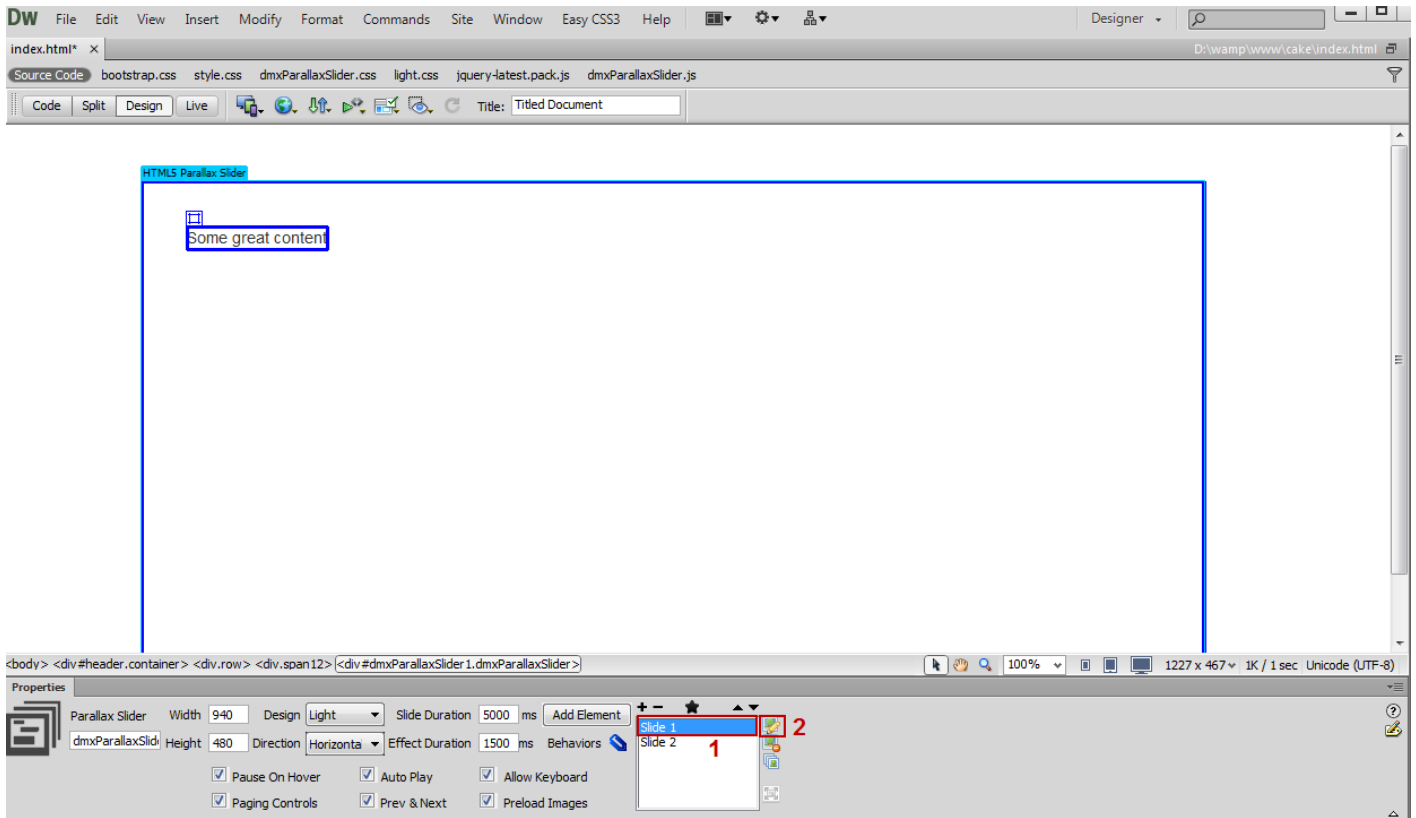 DW File Edit View Insert Modify Format Commands Site Window Easy CSS3 Help Designer
index.html* × D:\wamp\www\cake\index.html
Source Code bootstrap.css style.css dmxParallaxSlider.css light.css jquery-latest.pack.js dmxParallaxSlider.js
Code Split Design Live Title: Titled Document
HTML5 Parallax Slider
Some great content
<body> <div#header.container> <div.row> <div.span12> <div#dmxParallaxSlider1.dmxParallaxSlider> 100% 1227 x 467 1K / 1 sec Unicode (UTF-8)
Properties
Parallax Slider Width 940 Design Light Slide Duration 5000 ms Add Element Slide 1 2
dmxParallaxSlid Height 480 Direction Horizonta Effect Duration 1500 ms Behaviors Slide 2 1
Pause On Hover Auto Play Allow Keyboard
Paging Controls Prev & Next Preload Images